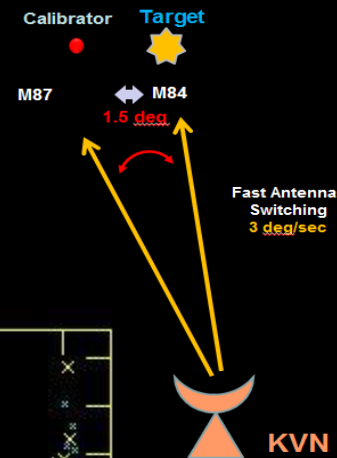 Calibrator Target
M87 M84
1.5 deg
Fast Antenna
Switching
3 deg/sec
KVN